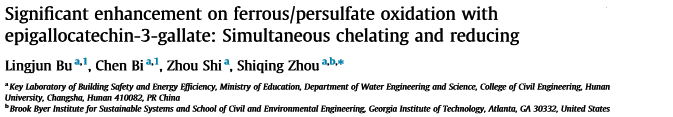 Significant enhancement on ferrous/persulfate oxidation with
epigallocatechin-3-gallate: Simultaneous chelating and reducing
Lingjun Bu a,1, Chen Bi a,1, Zhou Shi a, Shiqing Zhou a,b,*
a Key Laboratory of Building Safety and Energy Efficiency, Ministry of Education, Department of Water Engineering and Science, College of Civil Engineering, Hunan
University, Changsha, Hunan 410082, PR China
b Brook Byer Institute for Sustainable Systems and School of Civil and Environmental Engineering, Georgia Institute of Technology, Atlanta, GA 30332, United States